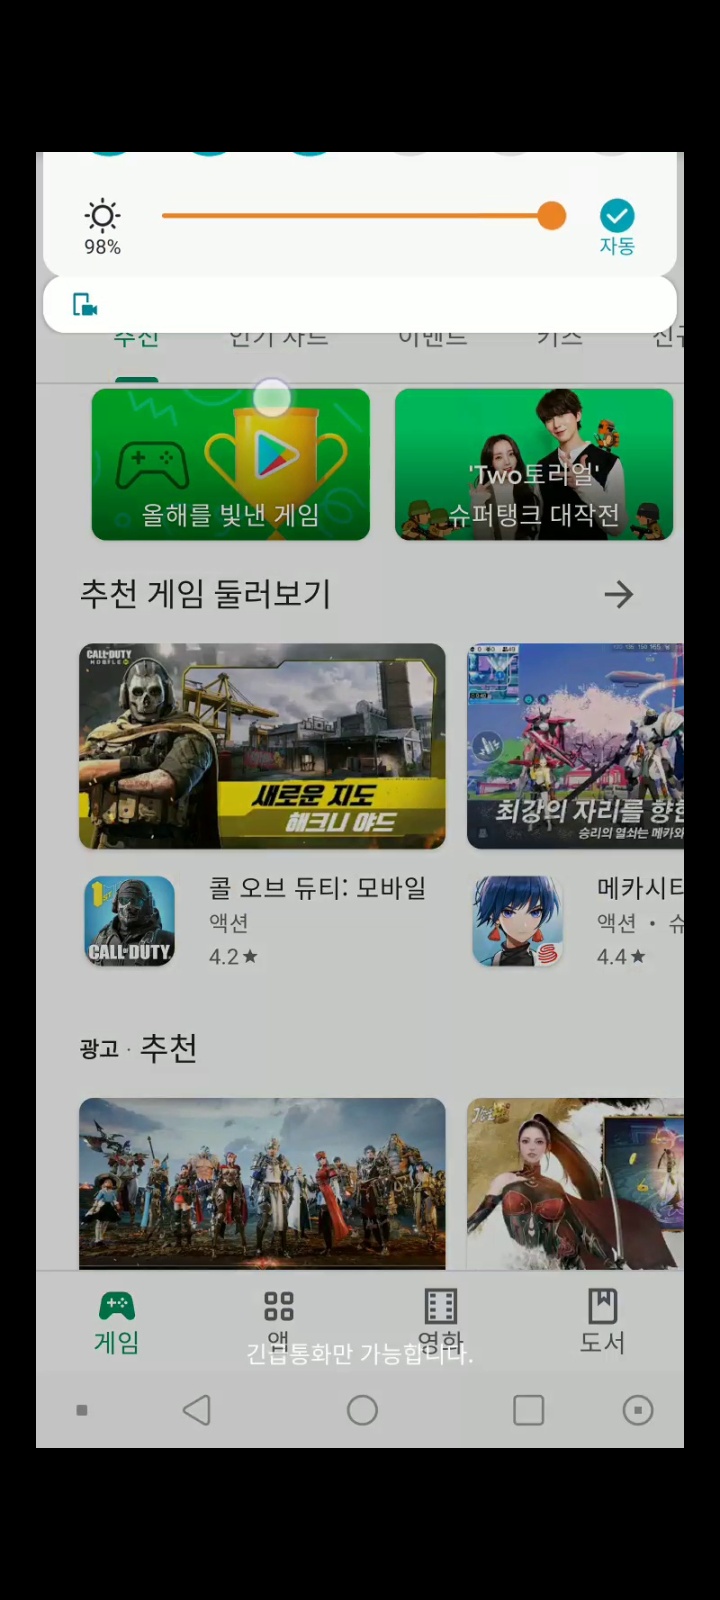 98%
자동
추천 인기 차트 이벤트 키즈 신규
올해를 빛낸 게임
'Two토리얼'
슈퍼탱크 대작전
추천 게임 둘러보기
CALL·DUTY
MOBILE
새로운 지도
해크니 야드
최강의 자리를 향한
승리의 열쇠는 메카와
콜 오브 듀티: 모바일
액션
4.2★
CALL·DUTY
메카시티
액션 • 슈
4.4★
광고 · 추천
게임
앱
영화
도서
긴급통화만 가능합니다.